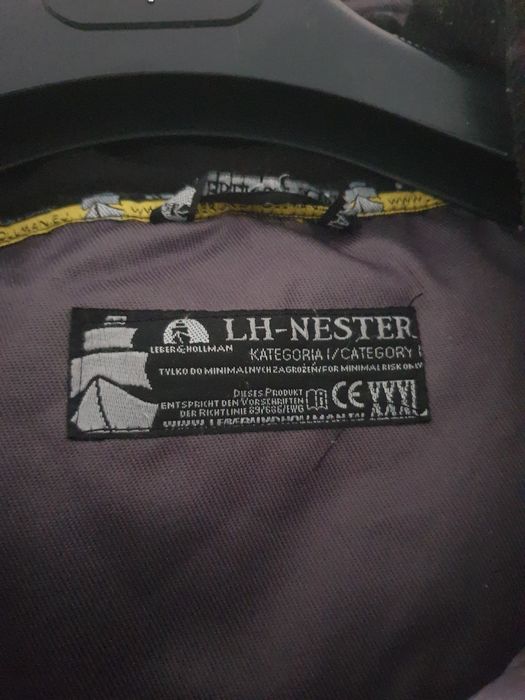 LH-NESTER
LEBER&HOLLMAN
KATEGORIA I/CATEGORY I
TYLKO DO MINIMALNYCH ZAGROŻEŃ/FOR MINIMAL RISK ONLY
DIESES PRODUKT
ENTSPRICHT DEN VORSCHRIFTEN
DER RICHTLINIE 89/686/EWG
CE
XXXL